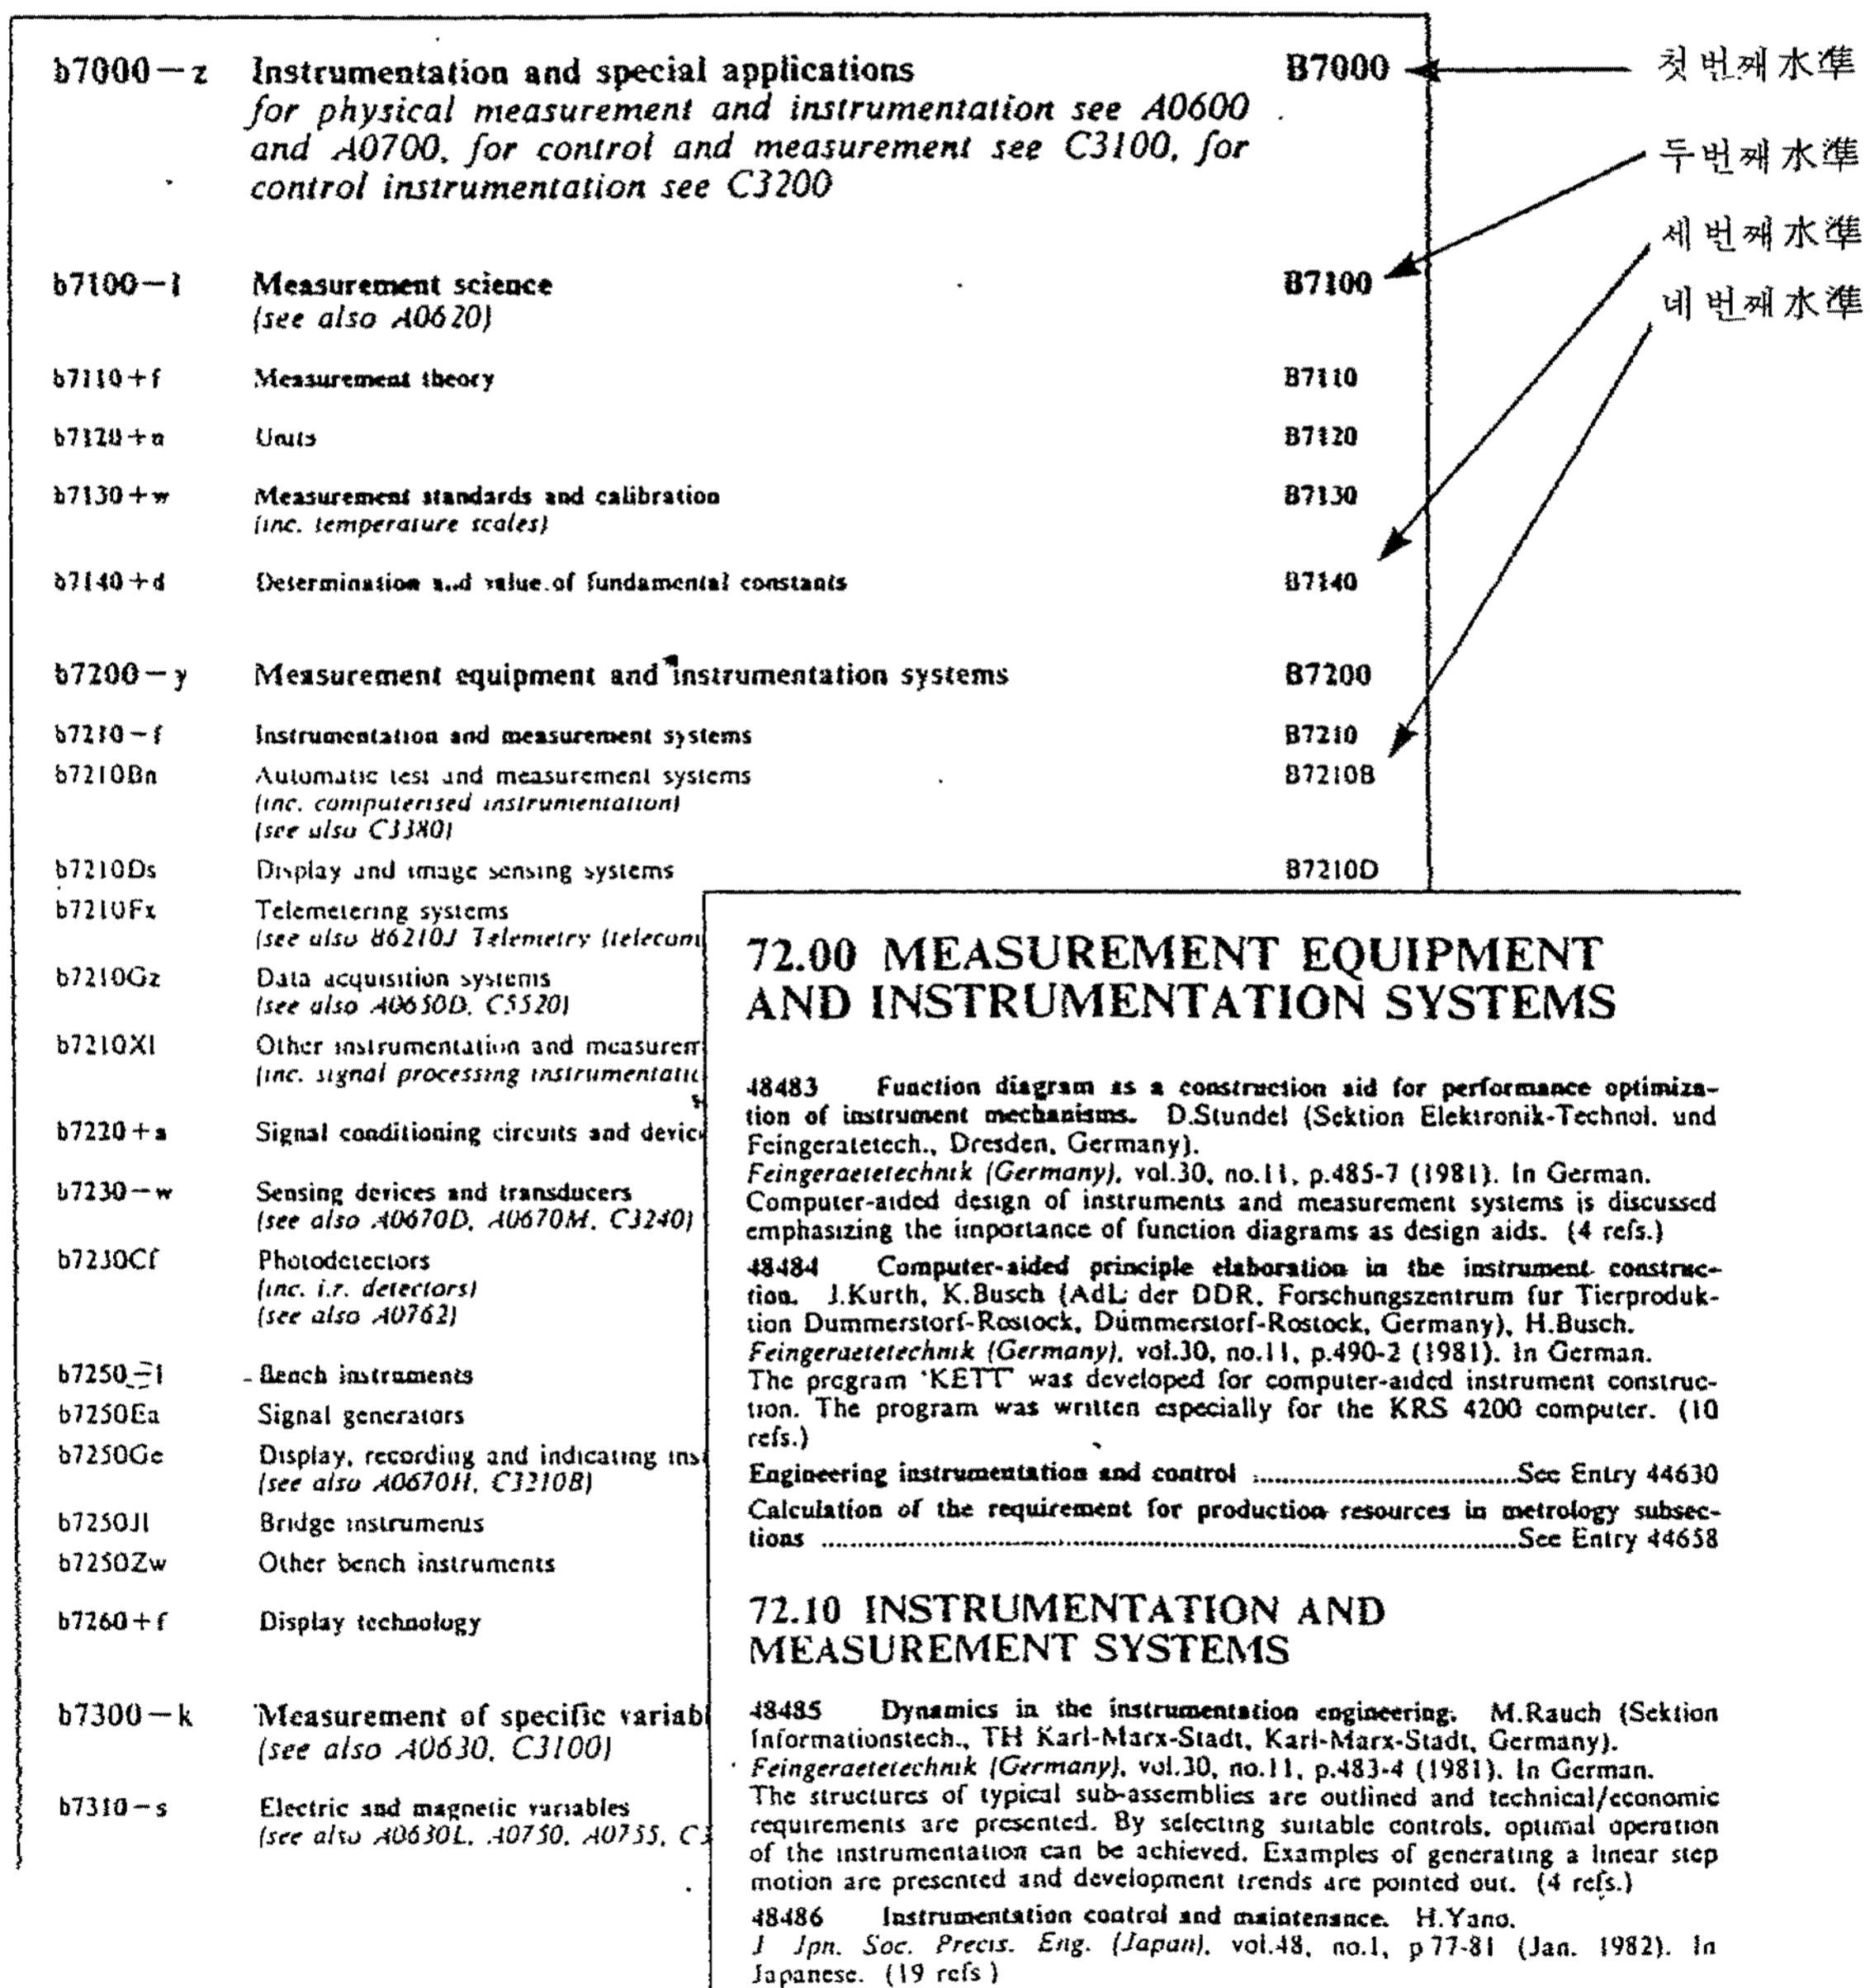 b7000－z Instrumentation and special applications B7000 첫번째水準
for physical measurement and instrumentation see A0600
and A0700, for control and measurement see C3100, for
control instrumentation see C3200
두번째水準
세번째水準
네번째水準
b7100－l Measurement science B7100
(see also A0620)
b7110＋f Measurement theory B7110
b7120＋n Units B7120
b7130＋w Measurement standards and calibration B7130
(inc. temperature scales)
b7140＋d Determination and value of fundamental constants B7140
b7200－y Measurement equipment and instrumentation systems B7200
b7210－f Instrumentation and measurement systems B7210
b7210Bn Automatic test and measurement systems B7210B
(inc. computerised instrumentation)
(see also C3380)
b7210Ds Display and image sensing systems B7210D
b7210Fx Telemetering systems
(see also B6210J Telemetry (telecom
b7210Gz Data acquisition systems
(see also A0650D, C5520)
b7210Xl Other instrumentation and measurem
(inc. signal processing instrumentatio
b7220＋a Signal conditioning circuits and device
b7230－w Sensing devices and transducers
(see also A0670D, A0670M, C3240)
b7230Cf Photodetectors
(inc. i.r. detectors)
(see also A0762)
b7250－l Bench instruments
b7250Ea Signal generators
b7250Ge Display, recording and indicating ins
(see also A0670H, C3210B)
b7250Jl Bridge instruments
b7250Zw Other bench instruments
b7260＋f Display technology
b7300－k Measurement of specific variabl
(see also A0630, C3100)
b7310－s Electric and magnetic variables
(see also A0630L, A0750, A0755, C3
72.00 MEASUREMENT EQUIPMENT
AND INSTRUMENTATION SYSTEMS
48483 Function diagram as a construction aid for performance optimiza-
tion of instrument mechanisms. D.Stundel (Sektion Elektronik-Technol. und
Feingeratetech., Dresden, Germany).
Feingeraetetechnik (Germany), vol.30, no.11, p.485-7 (1981). In German.
Computer-aided design of instruments and measurement systems is discussed
emphasizing the importance of function diagrams as design aids. (4 refs.)
48484 Computer-aided principle elaboration in the instrument construc-
tion. J.Kurth, K.Busch (AdL der DDR, Forschungszentrum fur Tierproduk-
tion Dummerstorf-Rostock, Dummerstorf-Rostock, Germany), H.Busch.
Feingeraetetechnik (Germany), vol.30, no.11, p.490-2 (1981). In German.
The program 'KETT' was developed for computer-aided instrument construc-
tion. The program was written especially for the KRS 4200 computer. (10
refs.)
Engineering instrumentation and control ....................................See Entry 44630
Calculation of the requirement for production resources in metrology subsec-
tions ....................................................................................See Entry 44658
72.10 INSTRUMENTATION AND
MEASUREMENT SYSTEMS
48485 Dynamics in the instrumentation engineering. M.Rauch (Sektion
Informationstech., TH Karl-Marx-Stadt, Karl-Marx-Stadt, Germany).
Feingeraetetechnik (Germany), vol.30, no.11, p.483-4 (1981). In German.
The structures of typical sub-assemblies are outlined and technical/economic
requirements are presented. By selecting suitable controls, optimal operation
of the instrumentation can be achieved. Examples of generating a linear step
motion are presented and development trends are pointed out. (4 refs.)
48486 Instrumentation control and maintenance. H.Yano.
J Jpn. Soc. Precis. Eng. (Japan), vol.48, no.1, p 77-81 (Jan. 1982). In
Japanese. (19 refs )